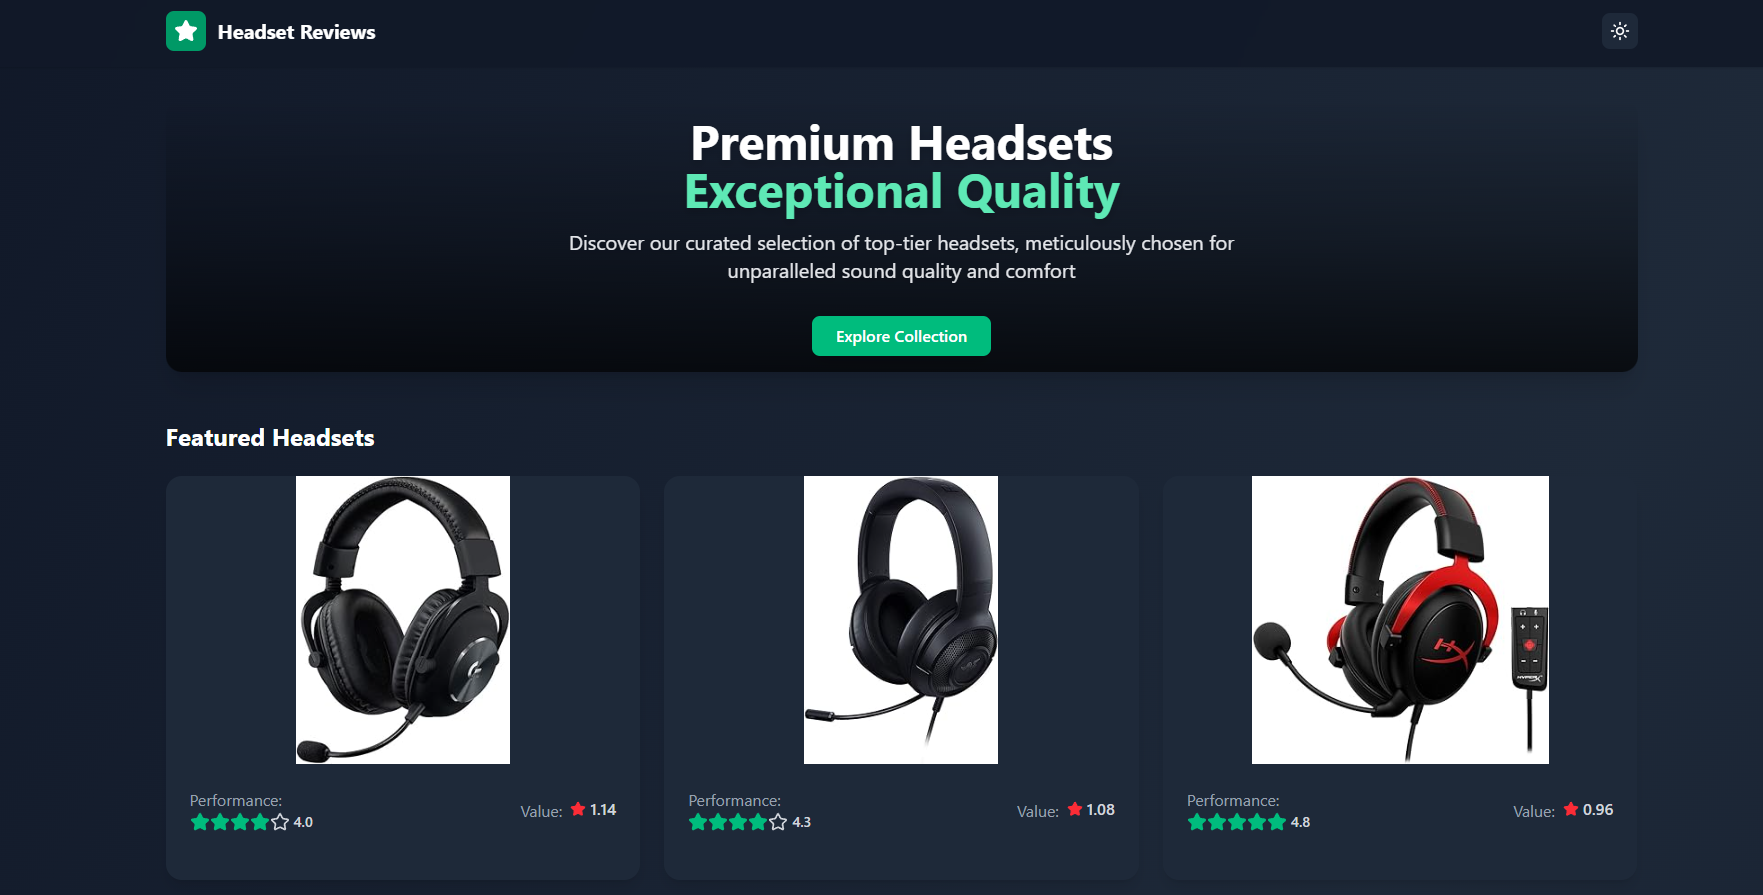 Headset Reviews
Premium Headsets
Exceptional Quality
Discover our curated selection of top-tier headsets, meticulously chosen for
unparalleled sound quality and comfort
Explore Collection
Featured Headsets
HX
HYPERX
Performance:
4.0
Value: 1.14
Performance:
4.3
Value: 1.08
Performance:
4.8
Value: 0.96